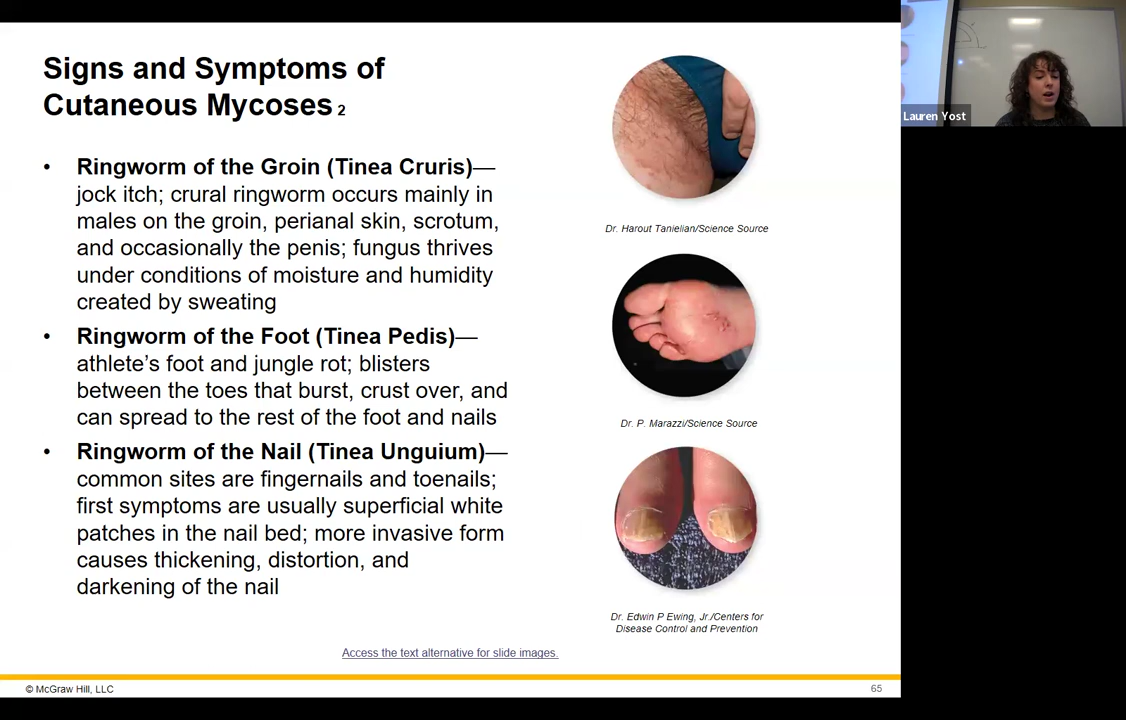 Signs and Symptoms of
Cutaneous Mycoses 2
• Ringworm of the Groin (Tinea Cruris)—
jock itch; crural ringworm occurs mainly in
males on the groin, perianal skin, scrotum,
and occasionally the penis; fungus thrives
under conditions of moisture and humidity
created by sweating
• Ringworm of the Foot (Tinea Pedis)—
athlete’s foot and jungle rot; blisters
between the toes that burst, crust over, and
can spread to the rest of the foot and nails
• Ringworm of the Nail (Tinea Unguium)—
common sites are fingernails and toenails;
first symptoms are usually superficial white
patches in the nail bed; more invasive form
causes thickening, distortion, and
darkening of the nail
Dr. Harout Tanielian/Science Source
Dr. P. Marazzi/Science Source
Dr. Edwin P Ewing, Jr./Centers for
Disease Control and Prevention
Access the text alternative for slide images.
© McGraw Hill, LLC
65
Lauren Yost